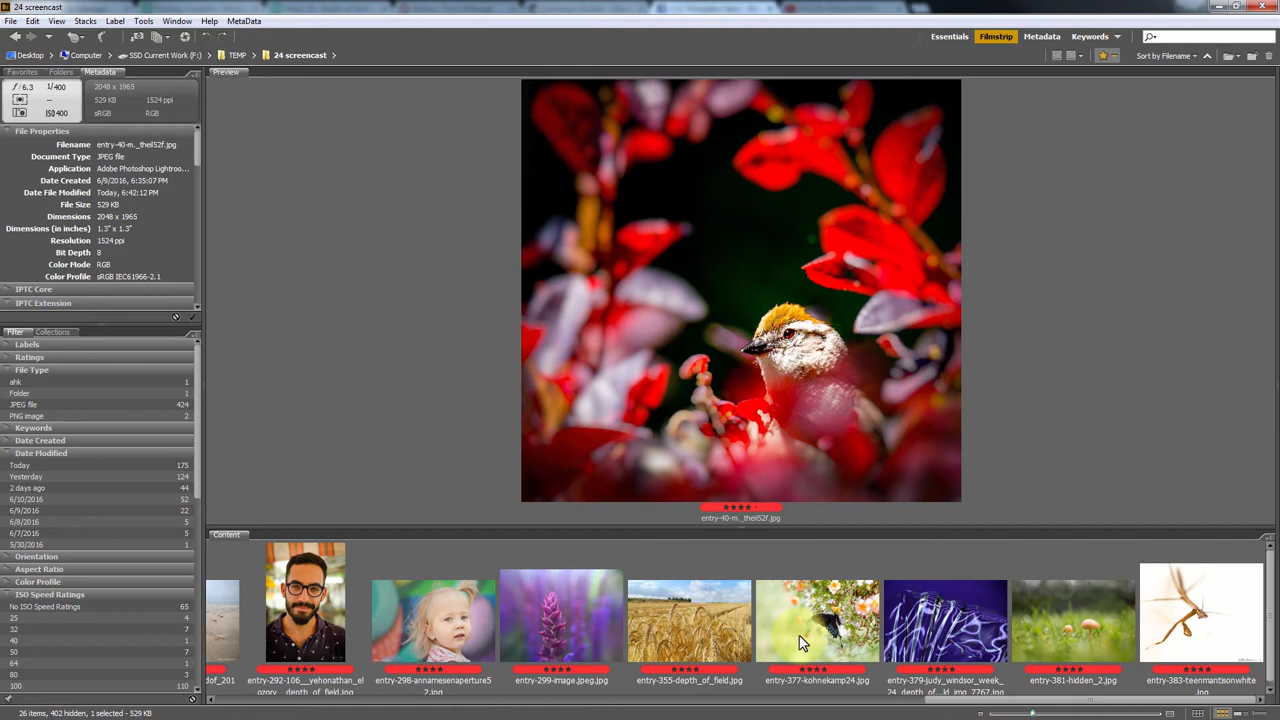 24 screencast
File Edit View Stacks Label Tools Window Help MetaData
Essentials Filmstrip Metadata Keywords
Desktop Computer SSD Current Work (F:) TEMP 24 screencast
Sort by Filename
Favorites Folders Metadata
Preview
f/6.3 1/400
--
ISO400
2048 x 1965
529 KB 1524 ppi
sRGB RGB
File Properties
Filename entry-40-m._theil52f.jpg
Document Type JPEG file
Application Adobe Photoshop Lightroo...
Date Created 6/9/2016, 6:35:07 PM
Date File Modified Today, 6:42:12 PM
File Size 529 KB
Dimensions 2048 x 1965
Dimensions (in inches) 1.3" x 1.3"
Resolution 1524 ppi
Bit Depth 8
Color Mode RGB
Color Profile sRGB IEC61966-2.1
IPTC Core
IPTC Extension
Filter Collections
Labels
Ratings
File Type
ahk 1
Folder 1
JPEG file 424
PNG image 2
Keywords
Date Created
Date Modified
Today 175
Yesterday 124
2 days ago 44
6/10/2016 52
6/9/2016 22
6/8/2016 5
6/7/2016 5
5/30/2016 1
Orientation
Aspect Ratio
Color Profile
ISO Speed Ratings
No ISO Speed Ratings 65
25 4
32 7
40 1
50 7
64 1
80 3
100 110
entry-40-m._theil52f.jpg
Content
dof_201
entry-292-106__yehonathan_el
ozory__depth_of_field.jpg
entry-298-annamesenaperture5
2.jpg
entry-299-image.jpeg.jpg
entry-355-depth_of_field.jpg
entry-377-kohnekamp24.jpg
entry-379-judy_windsor_week_
24_depth_of...ld_img_7767.jpg
entry-381-hidden_2.jpg
entry-383-teenmantisonwhite
.jpg
26 items, 402 hidden, 1 selected - 529 KB